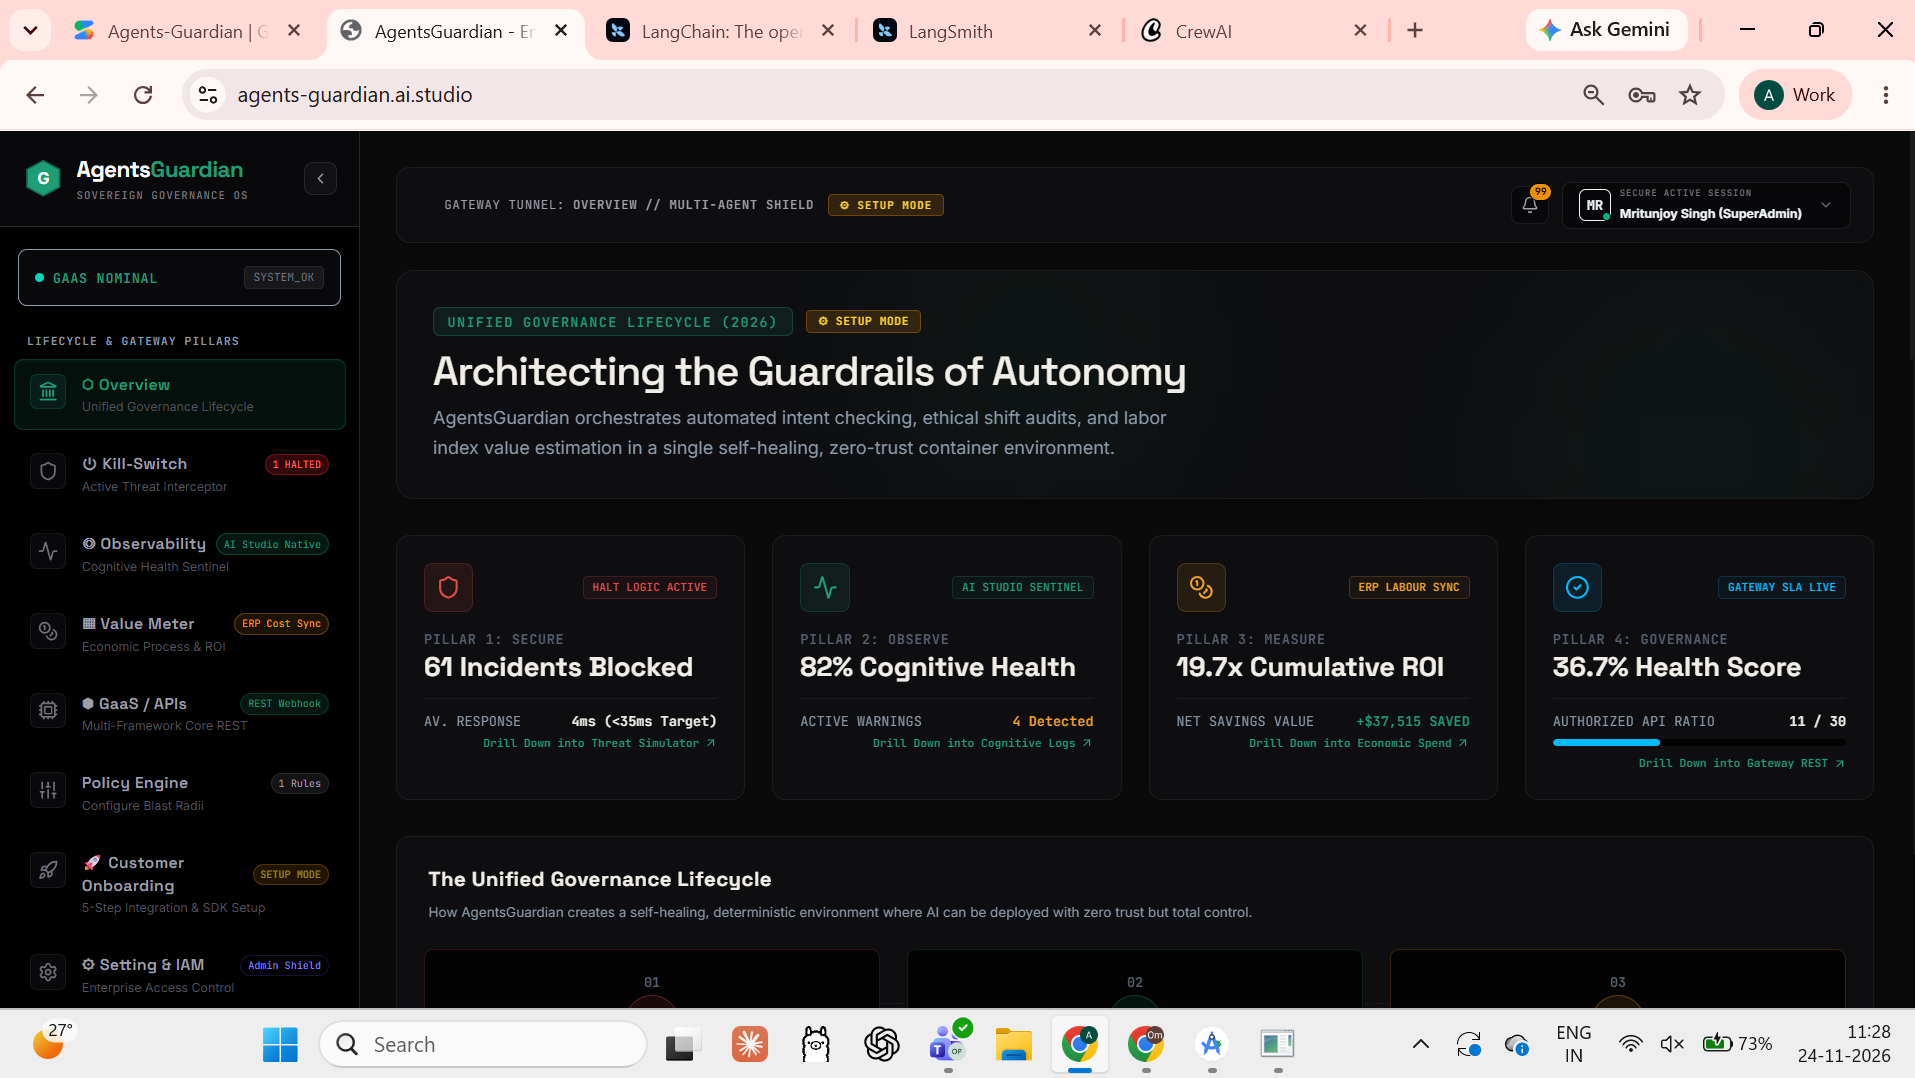 Agents-Guardian | G
AgentsGuardian - Er
LangChain: The oper
LangSmith
CrewAI
Ask Gemini
agents-guardian.ai.studio
A
Work
G
AgentsGuardian
SOVEREIGN GOVERNANCE OS
GAAS NOMINAL
SYSTEM_OK
LIFECYCLE & GATEWAY PILLARS
Overview
Unified Governance Lifecycle
Kill-Switch
1 HALTED
Active Threat Interceptor
Observability
AI Studio Native
Cognitive Health Sentinel
Value Meter
ERP Cost Sync
Economic Process & ROI
GaaS / APIs
REST Webhook
Multi-Framework Core REST
Policy Engine
1 Rules
Configure Blast Radii
🚀 Customer
Onboarding
SETUP MODE
5-Step Integration & SDK Setup
⚙ Setting & IAM
Admin Shield
Enterprise Access Control
GATEWAY TUNNEL: OVERVIEW // MULTI-AGENT SHIELD
⚙ SETUP MODE
99
MR
SECURE ACTIVE SESSION
Mritunjoy Singh (SuperAdmin)
UNIFIED GOVERNANCE LIFECYCLE (2026)
⚙ SETUP MODE
Architecting the Guardrails of Autonomy
AgentsGuardian orchestrates automated intent checking, ethical shift audits, and labor
index value estimation in a single self-healing, zero-trust container environment.
HALT LOGIC ACTIVE
PILLAR 1: SECURE
61 Incidents Blocked
AV. RESPONSE
4ms (<35ms Target)
Drill Down into Threat Simulator ↗
AI STUDIO SENTINEL
PILLAR 2: OBSERVE
82% Cognitive Health
ACTIVE WARNINGS
4 Detected
Drill Down into Cognitive Logs ↗
ERP LABOUR SYNC
PILLAR 3: MEASURE
19.7x Cumulative ROI
NET SAVINGS VALUE
+$37,515 SAVED
Drill Down into Economic Spend ↗
GATEWAY SLA LIVE
PILLAR 4: GOVERNANCE
36.7% Health Score
AUTHORIZED API RATIO
11 / 30
Drill Down into Gateway REST ↗
The Unified Governance Lifecycle
How AgentsGuardian creates a self-healing, deterministic environment where AI can be deployed with zero trust but total control.
01
02
03
27°
Search
T
OP
A
Om
ENG
IN
73%
11:28
24-11-2026